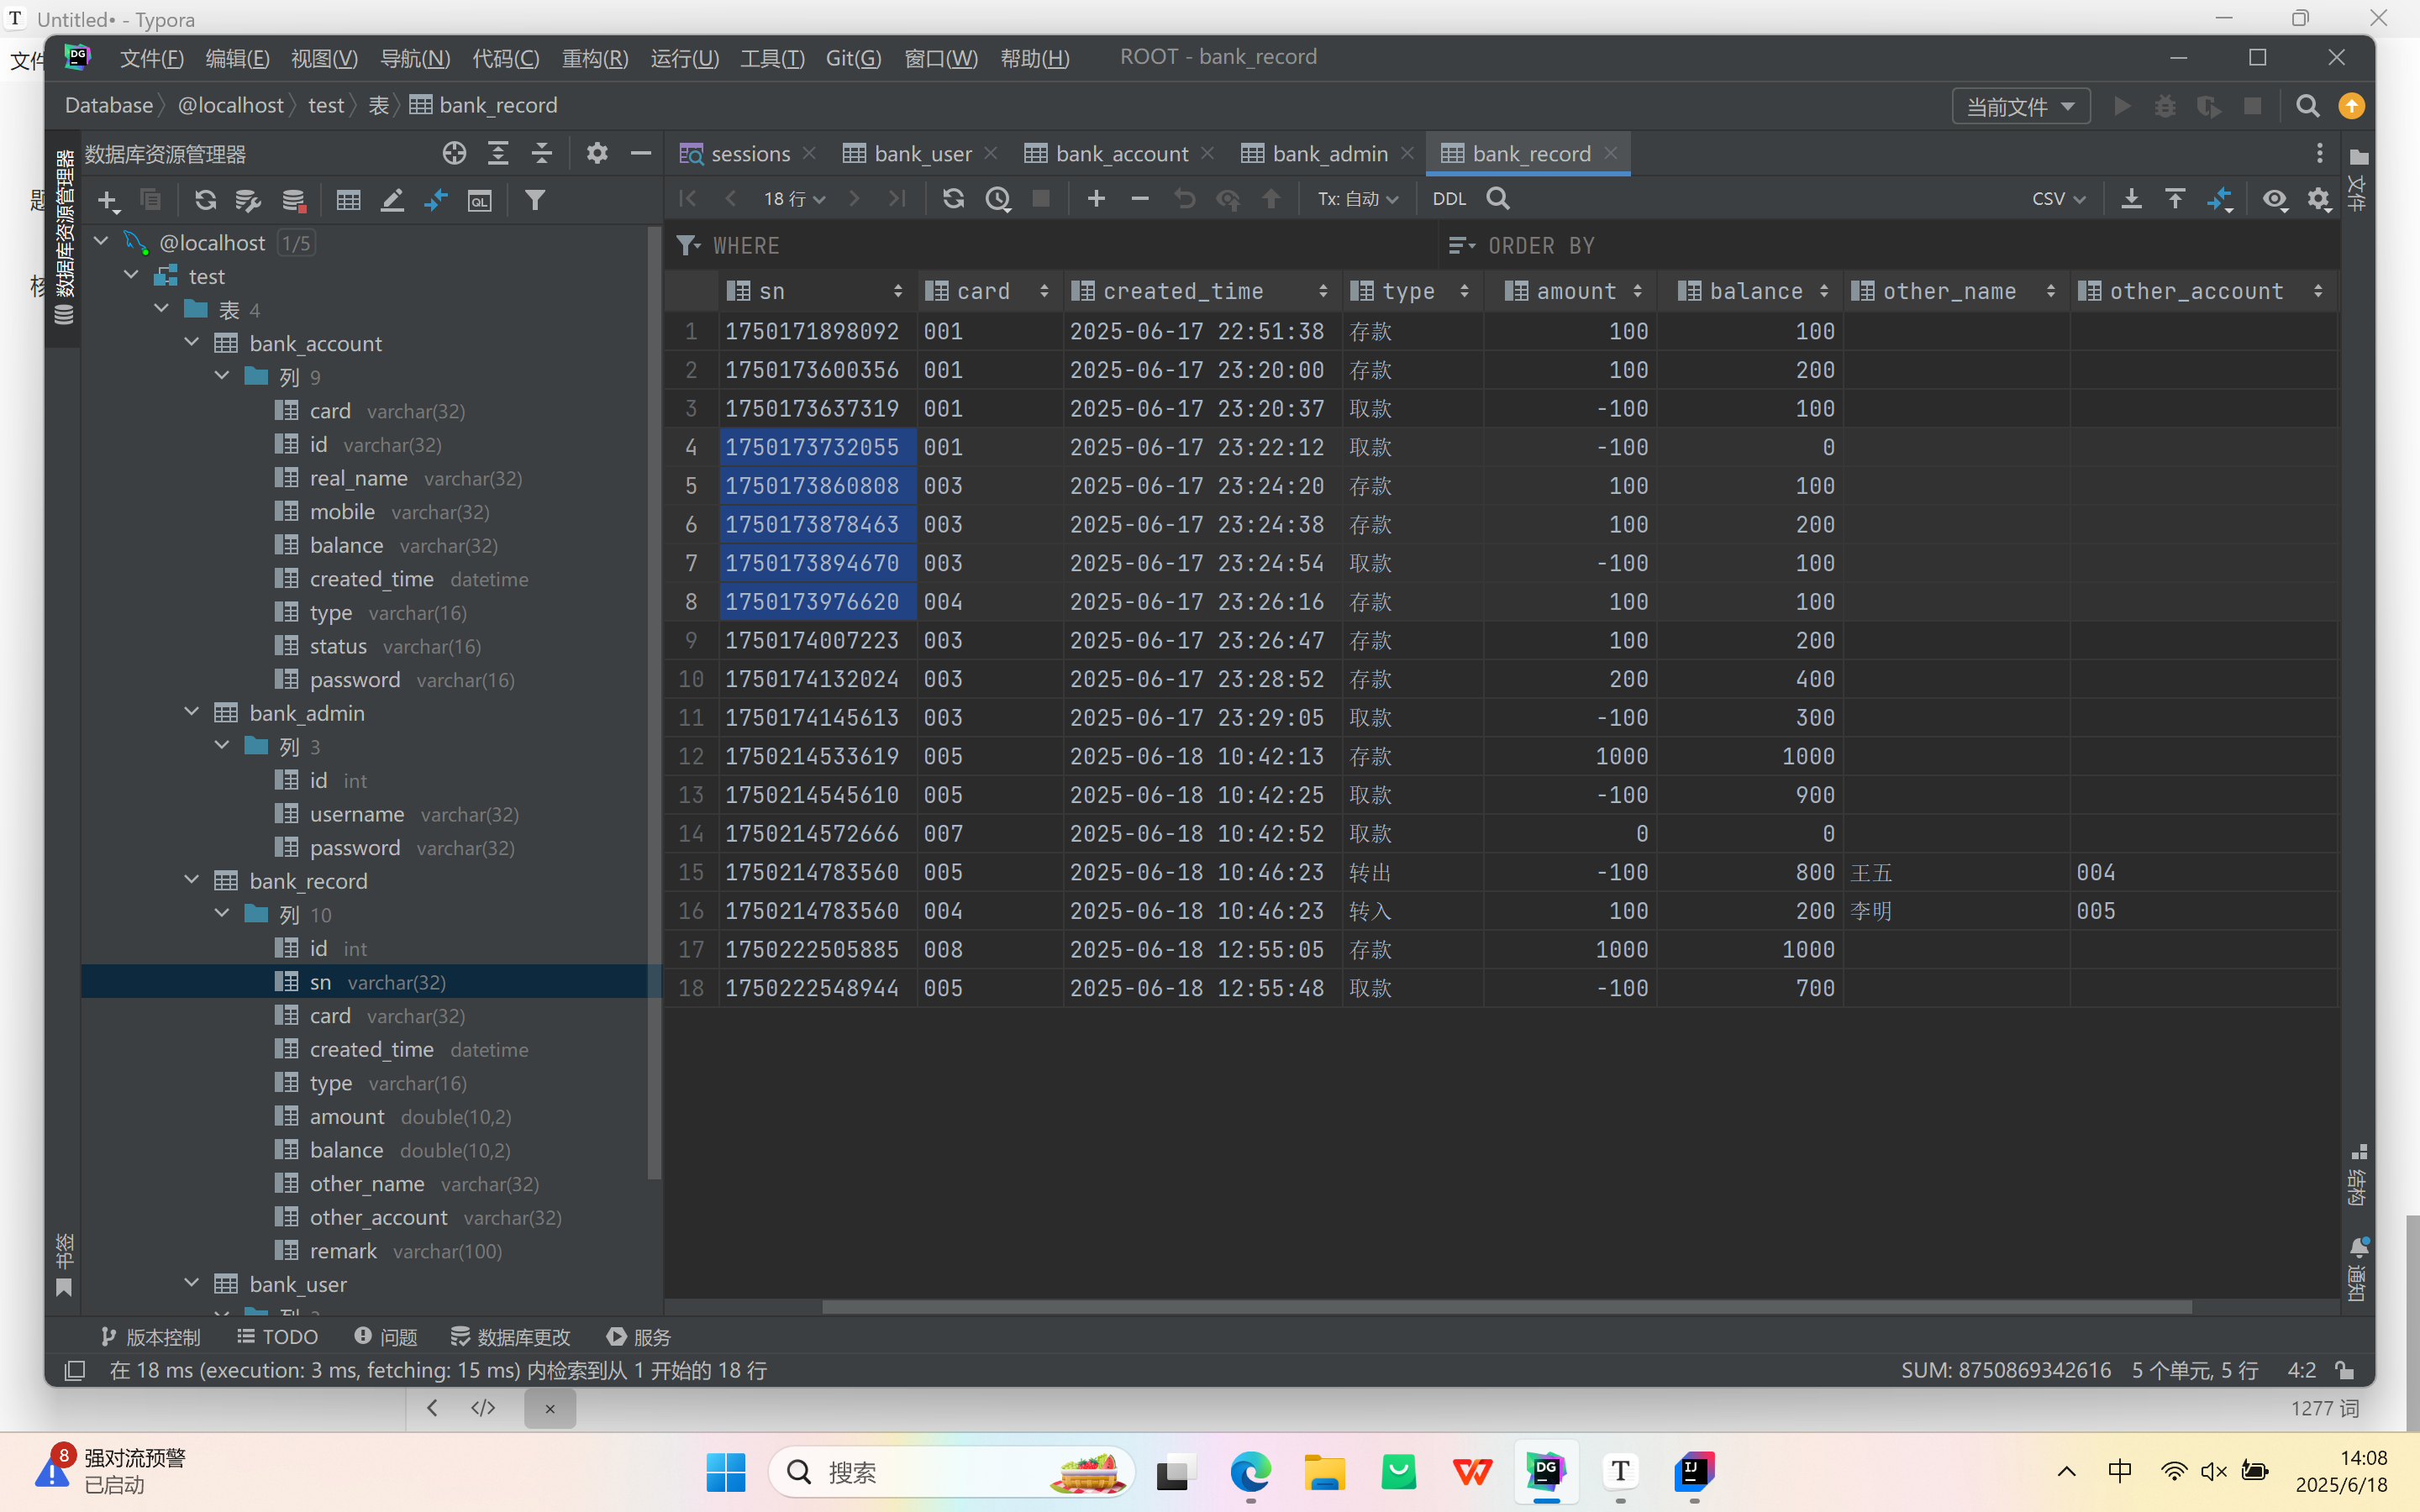 Untitled• - Typora
文件
文件(F) 编辑(E) 视图(V) 导航(N) 代码(C) 重构(R) 运行(U) 工具(T) Git(G) 窗口(W) 帮助(H) ROOT - bank_record
Database @localhost test 表 bank_record
当前文件
数据库资源管理器
数据库资源管理器
sessions bank_user bank_account bank_admin bank_record
文件
18 行 Tx: 自动 DDL CSV
WHERE ORDER BY
@localhost 1/5
test
表 4
bank_account
列 9
card varchar(32)
id varchar(32)
real_name varchar(32)
mobile varchar(32)
balance varchar(32)
created_time datetime
type varchar(16)
status varchar(16)
password varchar(16)
bank_admin
列 3
id int
username varchar(32)
password varchar(32)
bank_record
列 10
id int
sn varchar(32)
card varchar(32)
created_time datetime
type varchar(16)
amount double(10,2)
balance double(10,2)
other_name varchar(32)
other_account varchar(32)
remark varchar(100)
bank_user
sn card created_time type amount balance other_name other_account
1 1750171898092 001 2025-06-17 22:51:38 存款 100 100
2 1750173600356 001 2025-06-17 23:20:00 存款 100 200
3 1750173637319 001 2025-06-17 23:20:37 取款 -100 100
4 1750173732055 001 2025-06-17 23:22:12 取款 -100 0
5 1750173860808 003 2025-06-17 23:24:20 存款 100 100
6 1750173878463 003 2025-06-17 23:24:38 存款 100 200
7 1750173894670 003 2025-06-17 23:24:54 取款 -100 100
8 1750173976620 004 2025-06-17 23:26:16 存款 100 100
9 1750174007223 003 2025-06-17 23:26:47 存款 100 200
10 1750174132024 003 2025-06-17 23:28:52 存款 200 400
11 1750174145613 003 2025-06-17 23:29:05 取款 -100 300
12 1750214533619 005 2025-06-18 10:42:13 存款 1000 1000
13 1750214545610 005 2025-06-18 10:42:25 取款 -100 900
14 1750214572666 007 2025-06-18 10:42:52 取款 0 0
15 1750214783560 005 2025-06-18 10:46:23 转出 -100 800 王五 004
16 1750214783560 004 2025-06-18 10:46:23 转入 100 200 李明 005
17 1750222505885 008 2025-06-18 12:55:05 存款 1000 1000
18 1750222548944 005 2025-06-18 12:55:48 取款 -100 700
书签
结构
通知
版本控制 TODO 问题 数据库更改 服务
在 18 ms (execution: 3 ms, fetching: 15 ms) 内检索到从 1 开始的 18 行 SUM: 8750869342616 5 个单元, 5 行 4:2
1277 词
8
强对流预警
已启动
搜索
中
14:08
2025/6/18